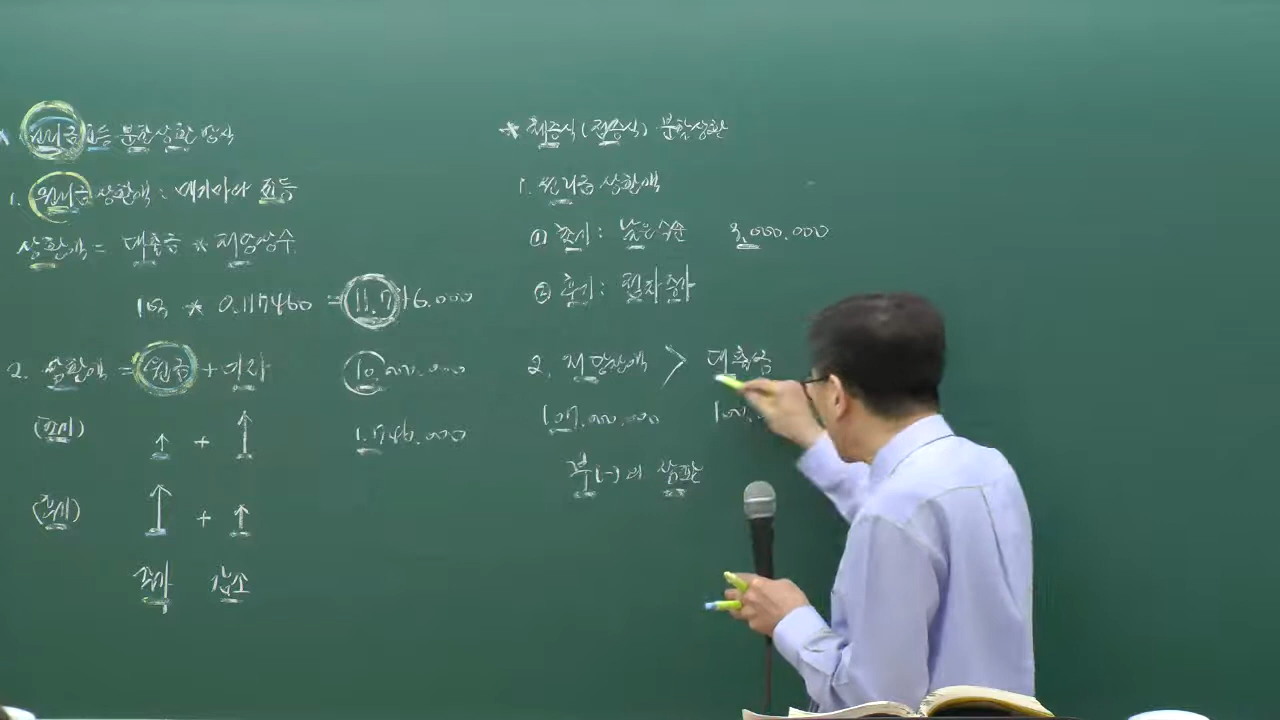 * 원리금균등 분할상환 방식
1. 원리금상환액 : 매기마다 균등
상환액 = 대출금 * 저당상수
1억 * 0.117460 = 11.746.000
2. 상환액 = 원금 + 이자 10.000.000
(초기) ↑ + ↑ 1.746.000
(후기) ↑ + ↑
증가 감소
* 체증식(점증식) 분할상환
1. 원리금 상환액
① 초기 : 낮은수준 3.000.000
② 후기 : 점차증가
2. 저당잔액 > 대출금
107.000.000 100.
부(-)의 상환